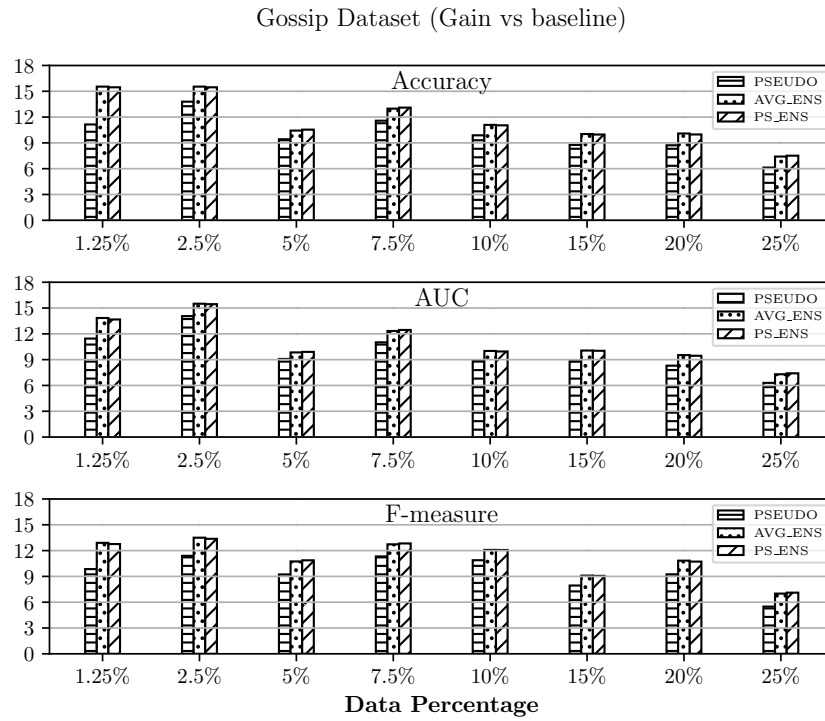 Gossip Dataset (Gain vs baseline)
Accuracy
PSEUDO
AVG_ENS
PS_ENS
18
15
12
9
6
3
0
1.25% 2.5% 5% 7.5% 10% 15% 20% 25%
AUC
PSEUDO
AVG_ENS
PS_ENS
18
15
12
9
6
3
0
1.25% 2.5% 5% 7.5% 10% 15% 20% 25%
F-measure
PSEUDO
AVG_ENS
PS_ENS
18
15
12
9
6
3
0
1.25% 2.5% 5% 7.5% 10% 15% 20% 25%
Data Percentage